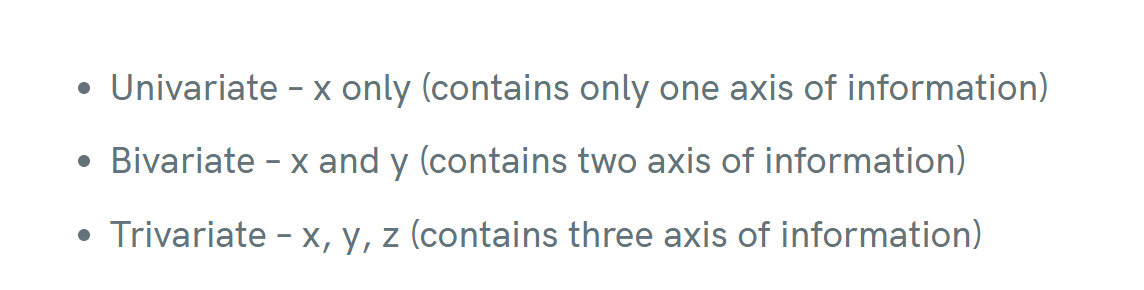 • Univariate – x only (contains only one axis of information)
• Bivariate – x and y (contains two axis of information)
• Trivariate – x, y, z (contains three axis of information)